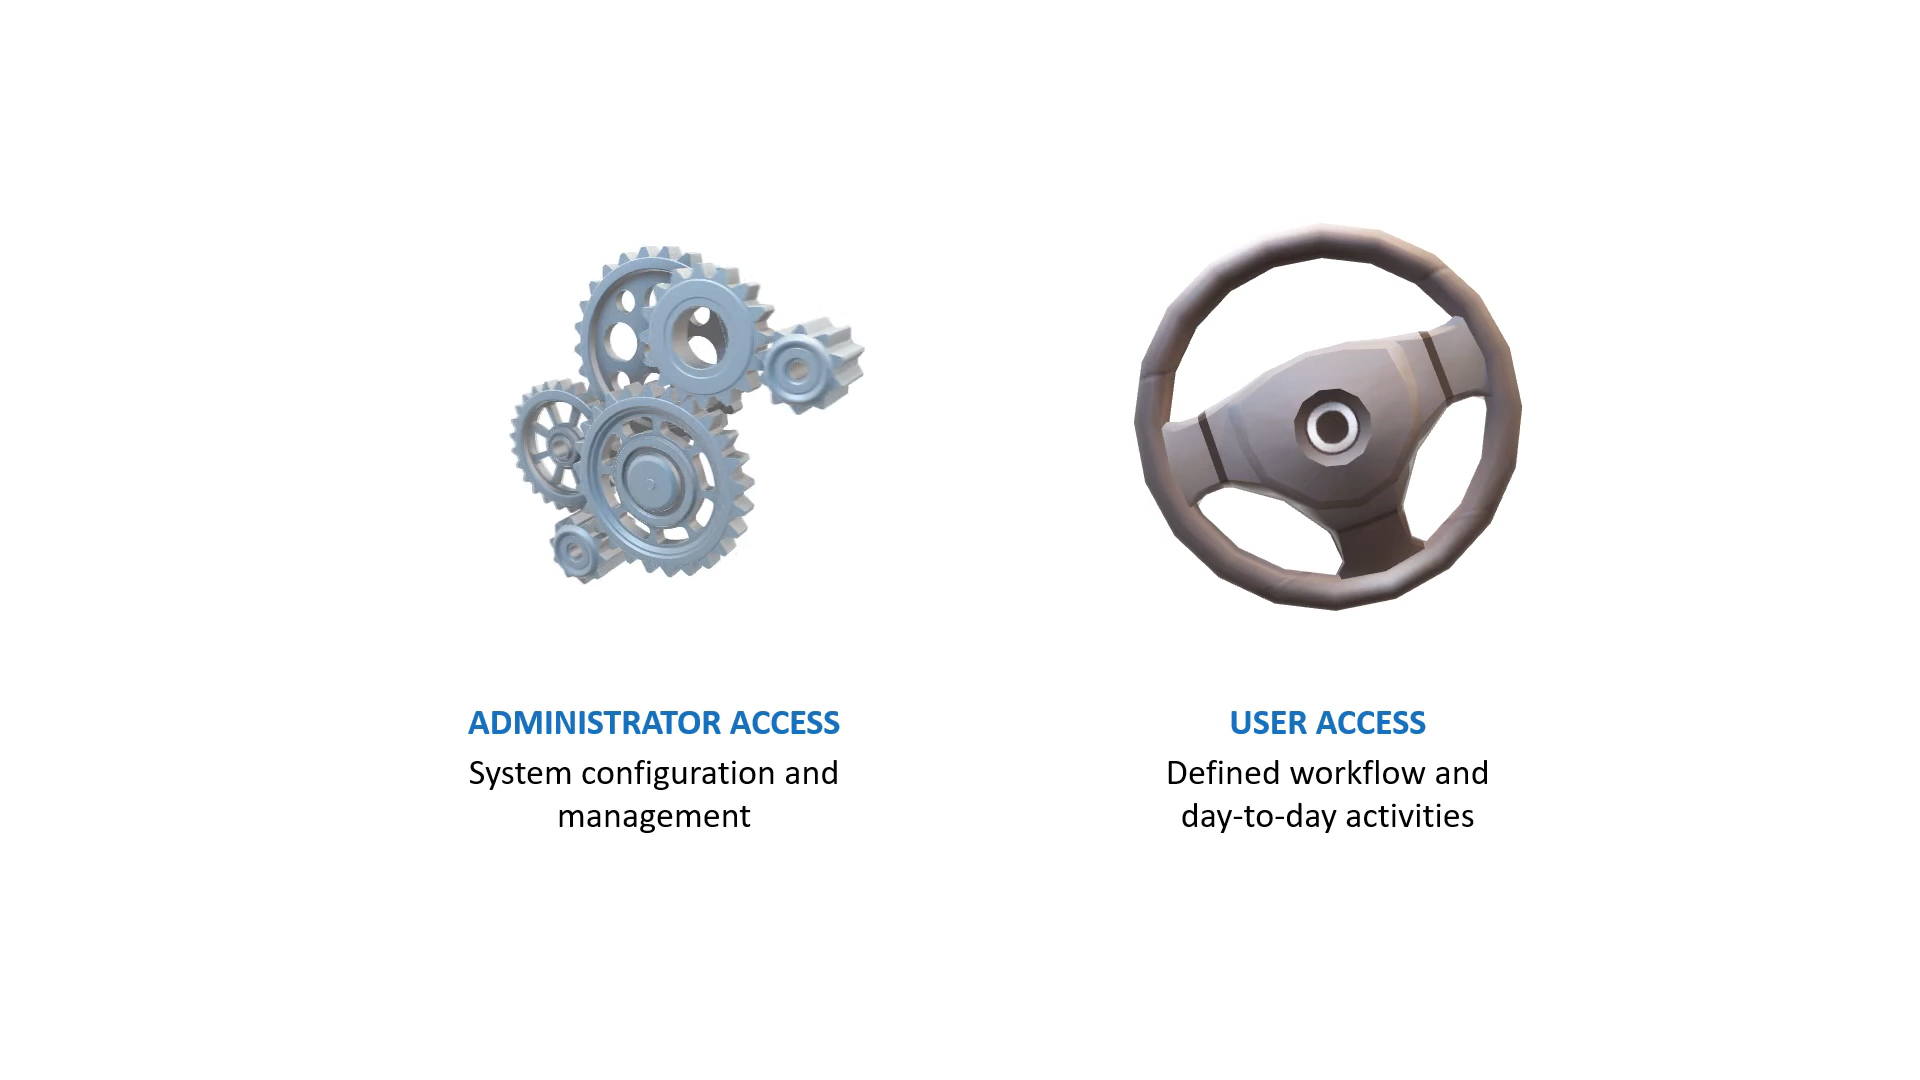 ADMINISTRATOR ACCESS
System configuration and
management
USER ACCESS
Defined workflow and
day-to-day activities